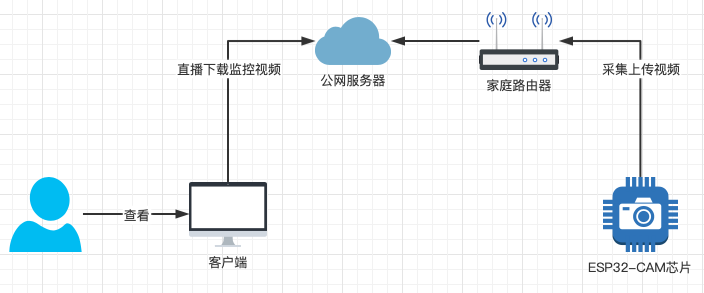 直播下载监控视频
公网服务器
家庭路由器
采集上传视频
查看
客户端
ESP32-CAM芯片